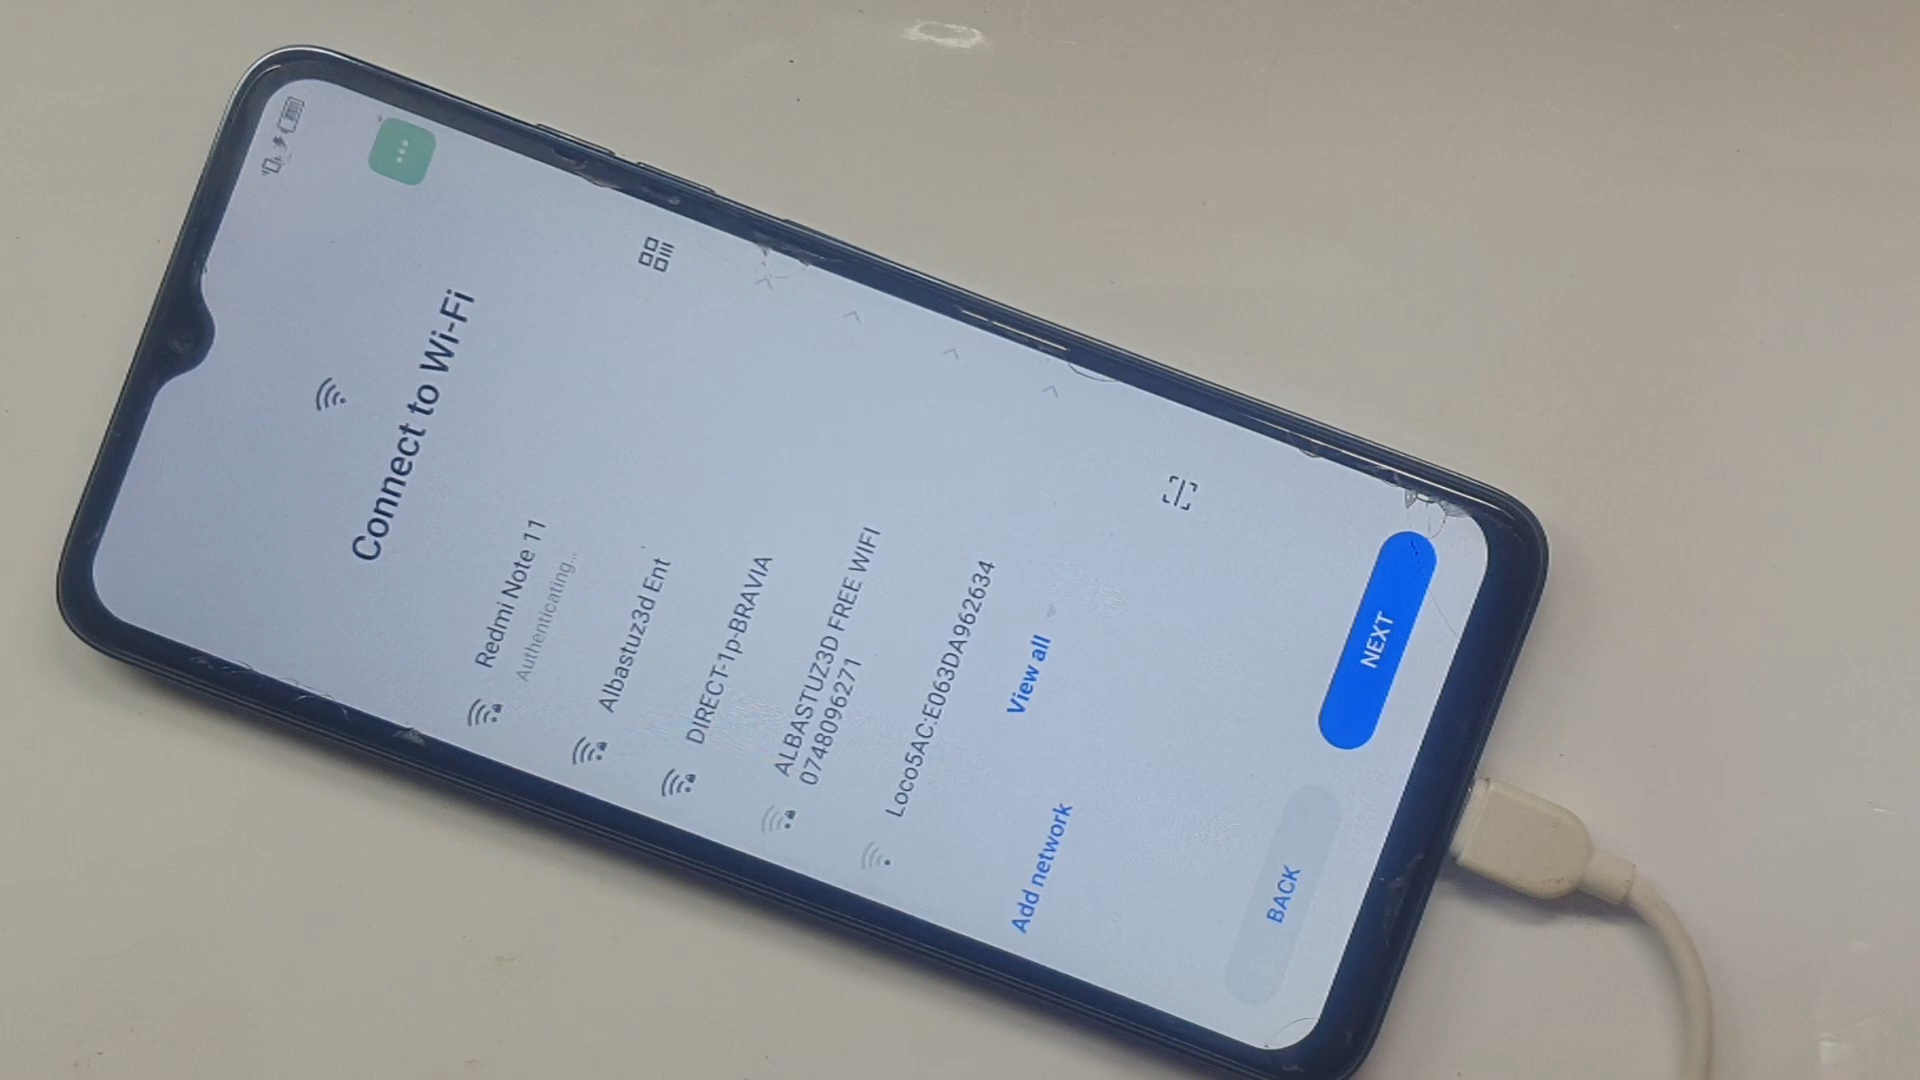 Connect to Wi-Fi
Redmi Note 11
Authenticating...
Albastuz3d Ent
DIRECT-1p-BRAVIA
ALBASTUZ3D FREE WIFI
0748096271
Loco5AC:E063DA962634
View all
Add network
BACK
NEXT